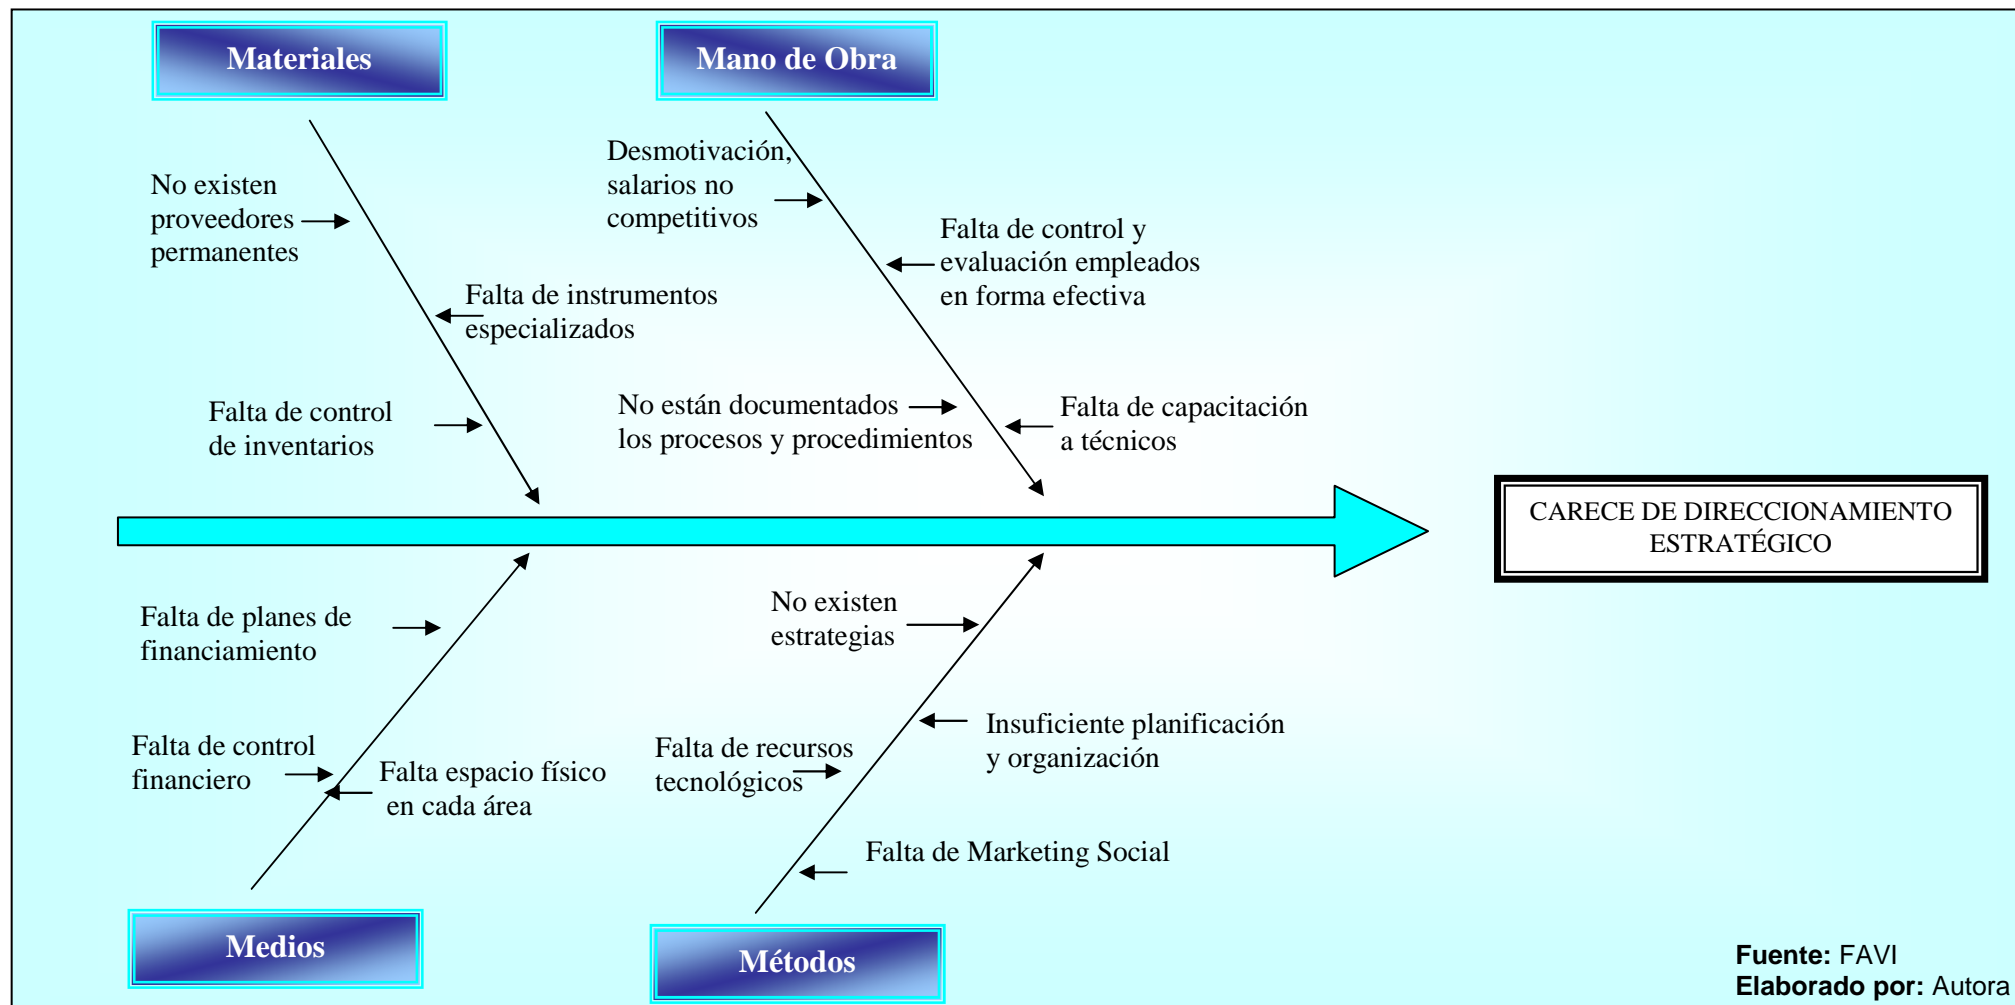 Materiales
Mano de Obra
No existen
proveedores
permanentes
Falta de instrumentos
especializados
Falta de control
de inventarios
Desmotivación,
salarios no
competitivos
Falta de control y
evaluación empleados
en forma efectiva
No están documentados
los procesos y procedimientos
Falta de capacitación
a técnicos
CARECE DE DIRECCIONAMIENTO
ESTRATÉGICO
Falta de planes de
financiamiento
Falta de control
financiero
Falta espacio físico
en cada área
No existen
estrategias
Insuficiente planificación
y organización
Falta de recursos
tecnológicos
Falta de Marketing Social
Medios
Métodos
Fuente: FAVI
Elaborado por: Autora